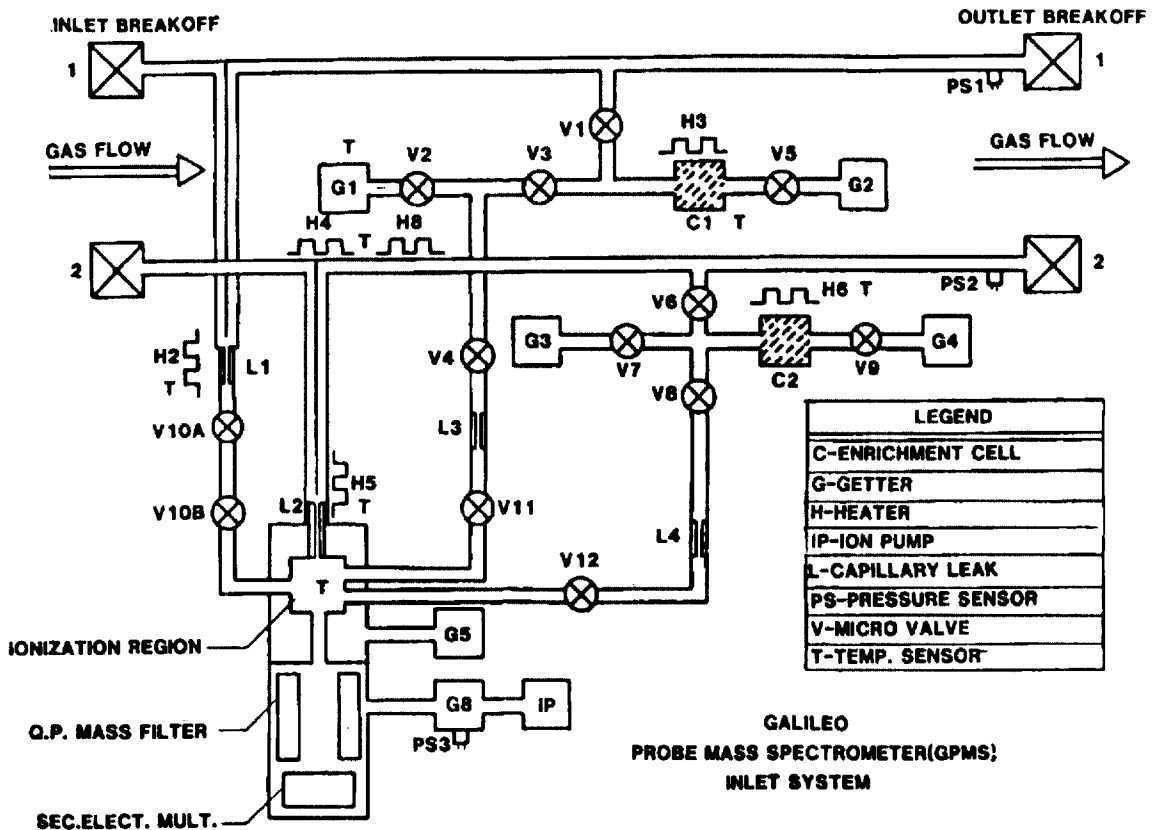 .INLET BREAKOFF
OUTLET BREAKOFF
1
1
PS1
V1
H3
GAS FLOW
GAS FLOW
T
V2
V3
V5
G1
G2
C1
T
H4
T
H8
2
2
PS2
V6
H6
T
G3
V7
C2
V9
G4
H2
T
L1
V4
V8
V10A
L3
LEGEND
C-ENRICHMENT CELL
G-GETTER
H-HEATER
IP-ION PUMP
L-CAPILLARY LEAK
PS-PRESSURE SENSOR
V-MICRO VALVE
T-TEMP. SENSOR
H5
T
L2
V10B
V11
L4
V12
T
IONIZATION REGION
G5
G8
IP
PS3
Q.P. MASS FILTER
SEC.ELECT. MULT.
GALILEO
PROBE MASS SPECTROMETER(GPMS)
INLET SYSTEM